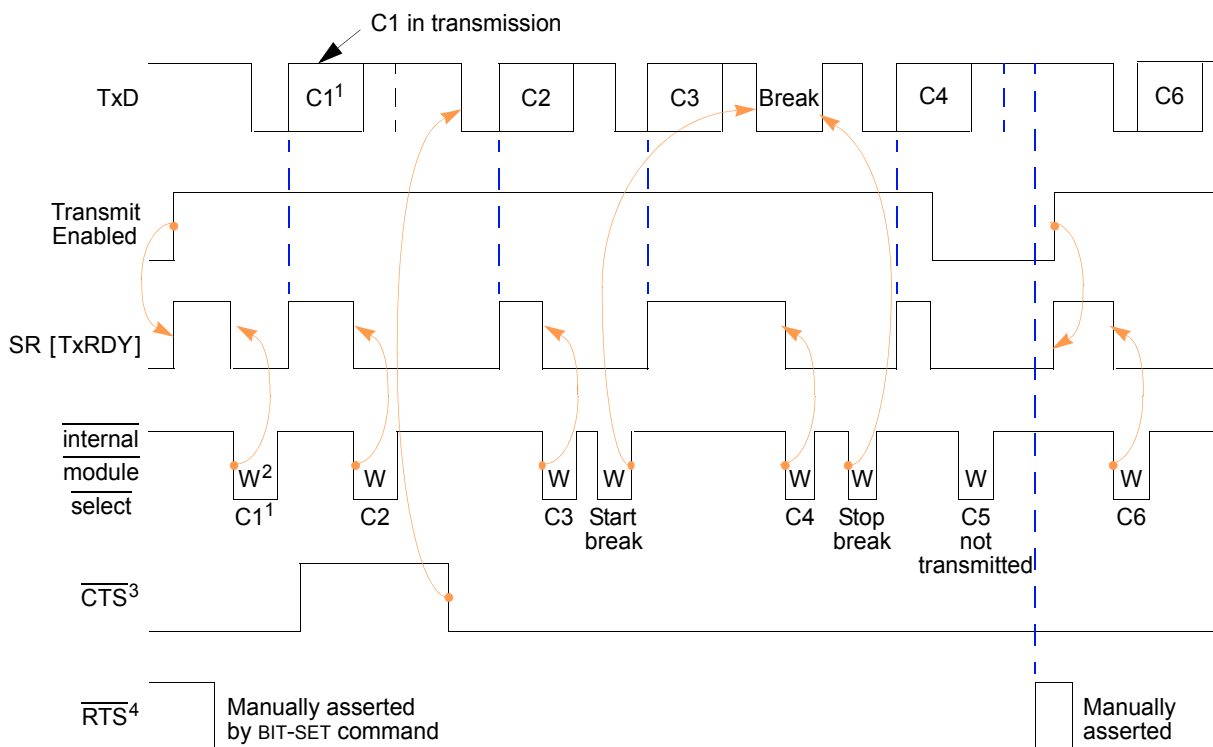 C1 in transmission
TxD
C1¹
C2
C3
Break
C4
C6
Transmit
Enabled
SR [TxRDY]
internal
module
select
W²
W
W
W
W
W
W
W
C1¹
C2
C3
Start
break
C4
Stop
break
C5
not
transmitted
C6
CTS³
RTS⁴
Manually asserted
by BIT-SET command
Manually
asserted